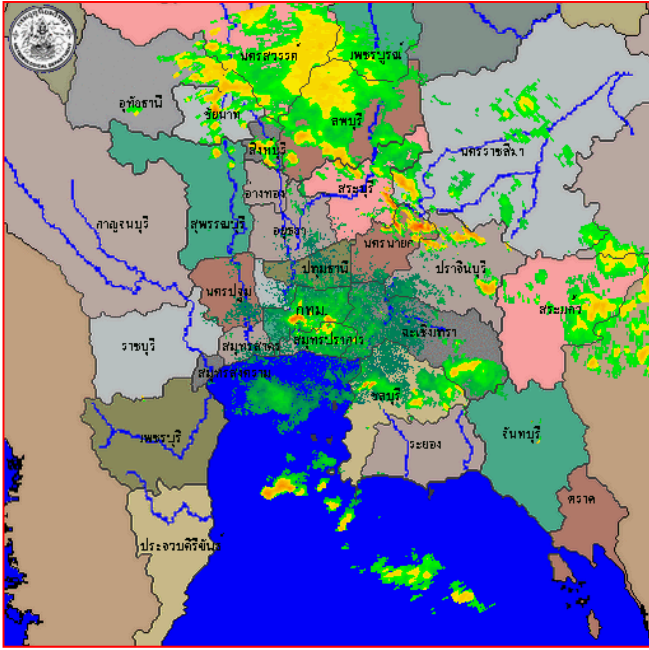 นครสวรรค์
เพชรบูรณ์
อุทัยธานี
ชัยนาท
ลพบุรี
สิงหบุรี
นครราชสีมา
อ่างทอง
สระบุรี
กาญจนบุรี
สุพรรณบุรี
อยุธยา
นครนายก
ปทุมธานี
ปราจีนบุรี
นครปฐม
กทม.
สระแก้ว
ฉะเชิงเทรา
ราชบุรี
สมุทรสาคร
สมุทรปราการ
สมุทรสงคราม
ชลบุรี
เพชรบุรี
ระยอง
จันทบุรี
ตราด
ประจวบคีรีขันธ์